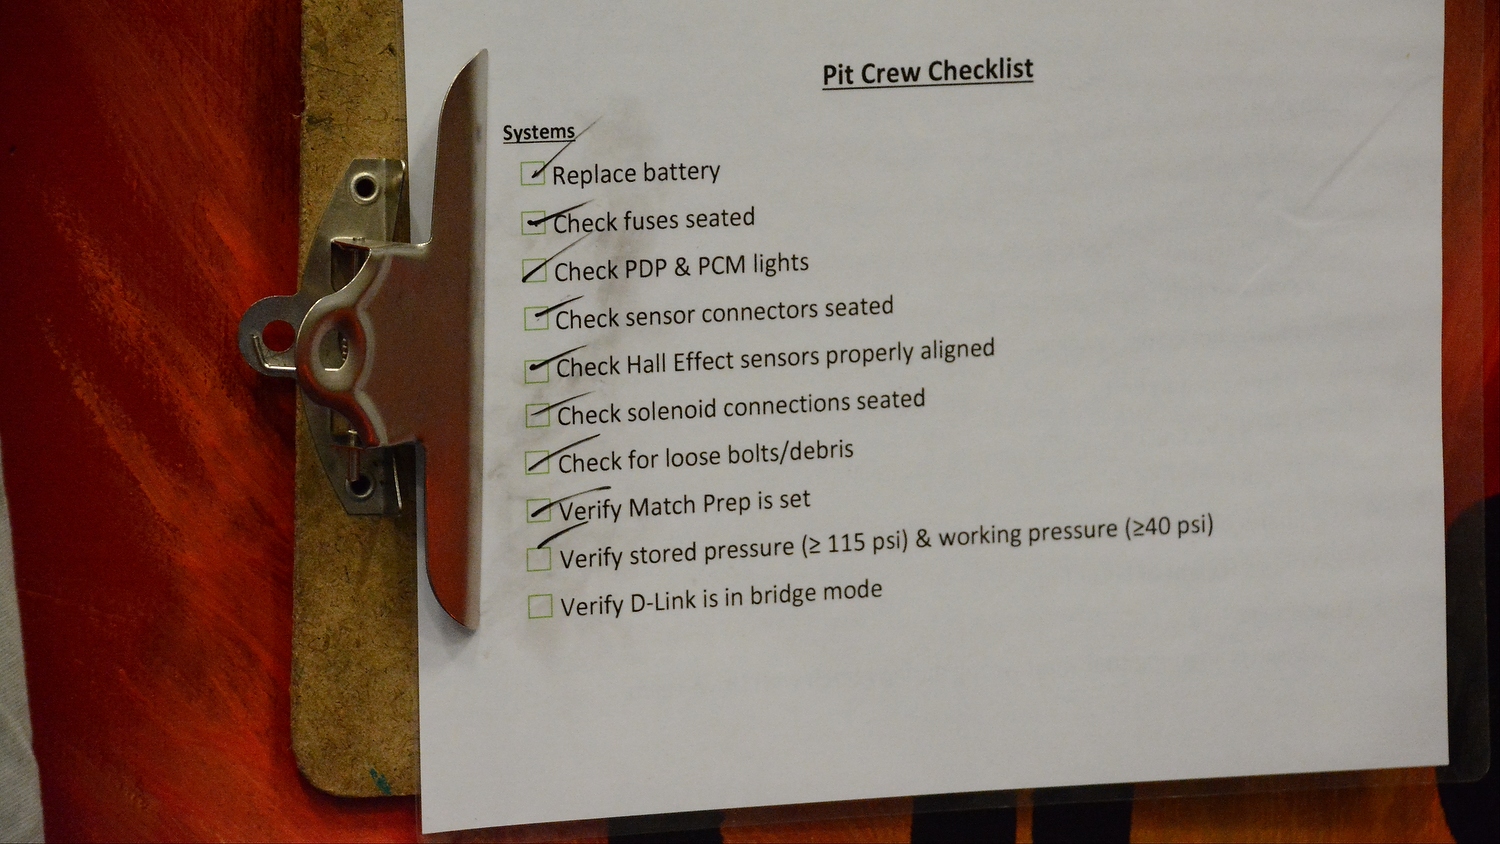 Pit Crew Checklist
Systems
Replace battery
Check fuses seated
Check PDP & PCM lights
Check sensor connectors seated
Check Hall Effect sensors properly aligned
Check solenoid connections seated
Check for loose bolts/debris
Verify Match Prep is set
Verify stored pressure (≥ 115 psi) & working pressure (≥40 psi)
Verify D-Link is in bridge mode